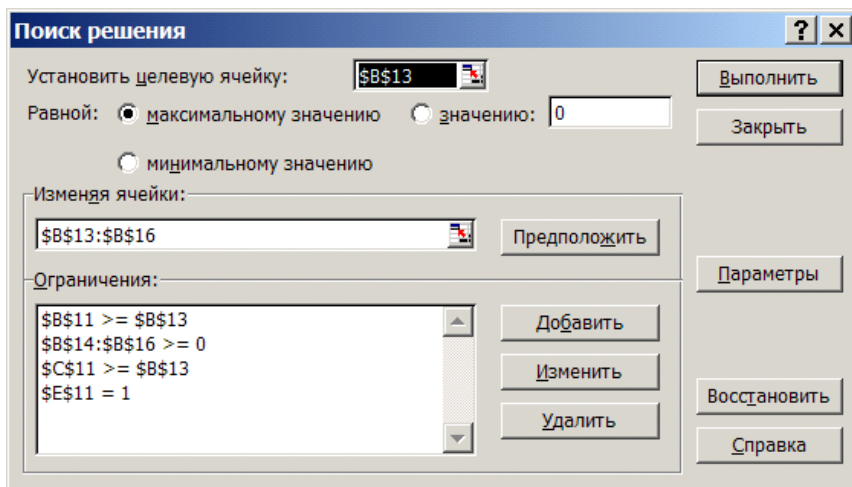 Поиск решения
Установить целевую ячейку: $B$13
Выполнить
Равной: максимальному значению значению: 0
Закрыть
минимальному значению
Изменяя ячейки:
$B$13:$B$16
Предположить
Параметры
Ограничения:
$B$11 >= $B$13
$B$14:$B$16 >= 0
$C$11 >= $B$13
$E$11 = 1
Добавить
Изменить
Удалить
Восстановить
Справка